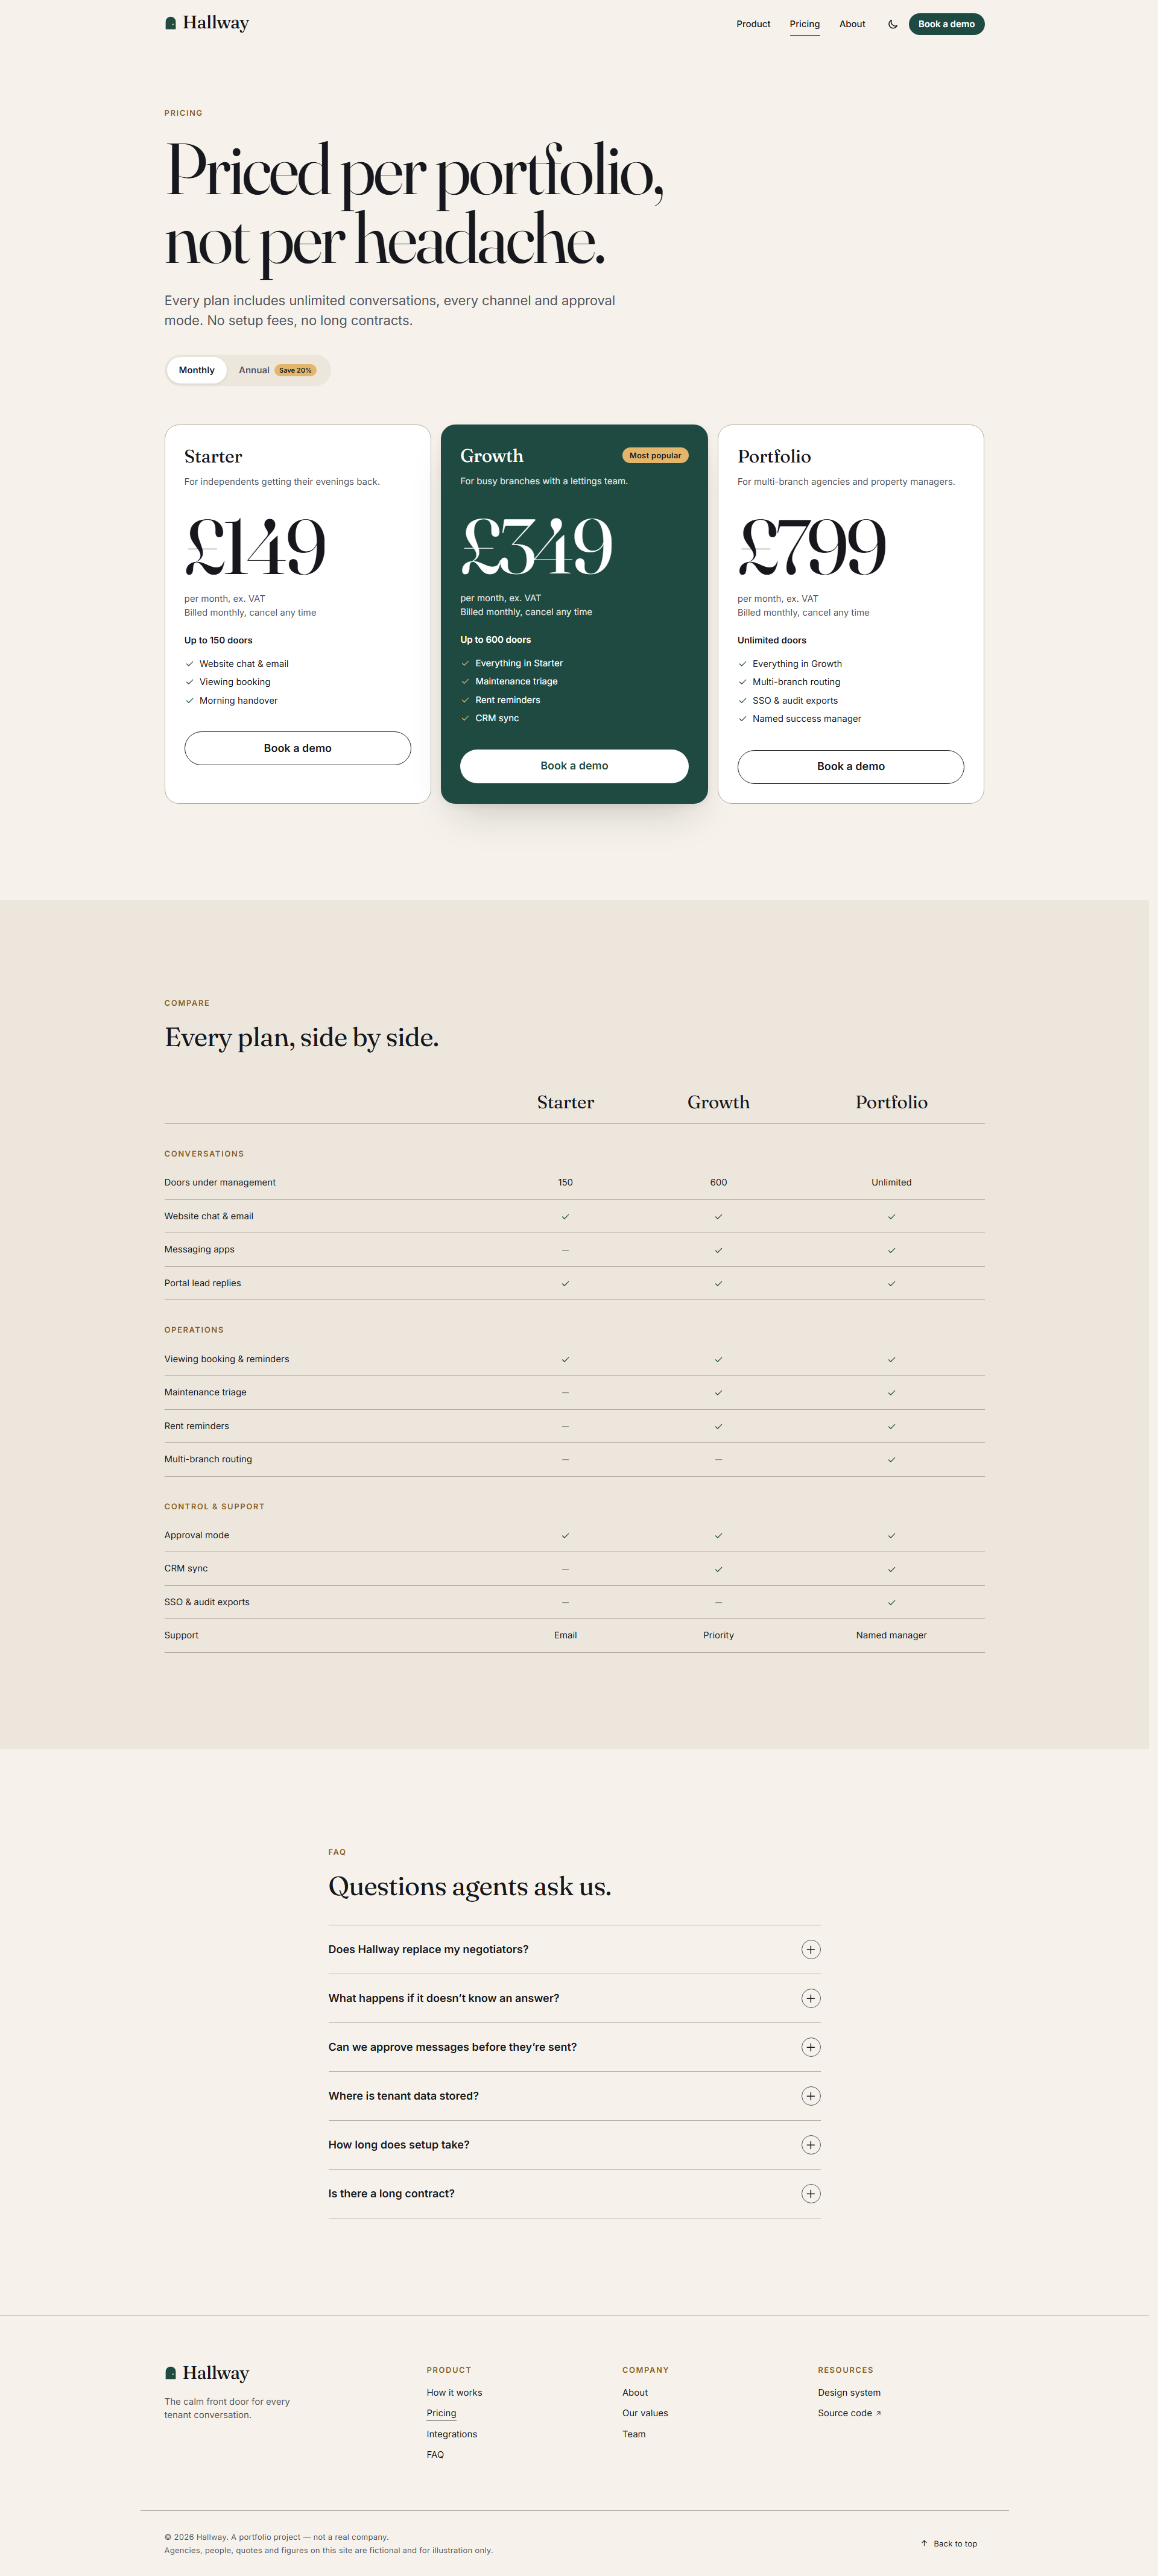 Hallway
Product Pricing About Book a demo
PRICING
Priced per portfolio,
not per headache.
Every plan includes unlimited conversations, every channel and approval
mode. No setup fees, no long contracts.
Monthly Annual Save 20%
Starter
For independents getting their evenings back.
£149
per month, ex. VAT
Billed monthly, cancel any time
Up to 150 doors
Website chat & email
Viewing booking
Morning handover
Book a demo
Growth Most popular
For busy branches with a lettings team.
£349
per month, ex. VAT
Billed monthly, cancel any time
Up to 600 doors
Everything in Starter
Maintenance triage
Rent reminders
CRM sync
Book a demo
Portfolio
For multi-branch agencies and property managers.
£799
per month, ex. VAT
Billed monthly, cancel any time
Unlimited doors
Everything in Growth
Multi-branch routing
SSO & audit exports
Named success manager
Book a demo
COMPARE
Every plan, side by side.
Starter Growth Portfolio
CONVERSATIONS
Doors under management 150 600 Unlimited
Website chat & email ✓ ✓ ✓
Messaging apps — ✓ ✓
Portal lead replies ✓ ✓ ✓
OPERATIONS
Viewing booking & reminders ✓ ✓ ✓
Maintenance triage — ✓ ✓
Rent reminders — ✓ ✓
Multi-branch routing — — ✓
CONTROL & SUPPORT
Approval mode ✓ ✓ ✓
CRM sync — ✓ ✓
SSO & audit exports — — ✓
Support Email Priority Named manager
FAQ
Questions agents ask us.
Does Hallway replace my negotiators?
What happens if it doesn’t know an answer?
Can we approve messages before they’re sent?
Where is tenant data stored?
How long does setup take?
Is there a long contract?
Hallway
The calm front door for every
tenant conversation.
PRODUCT
How it works
Pricing
Integrations
FAQ
COMPANY
About
Our values
Team
RESOURCES
Design system
Source code ↗
© 2026 Hallway. A portfolio project — not a real company.
Agencies, people, quotes and figures on this site are fictional and for illustration only.
↑ Back to top